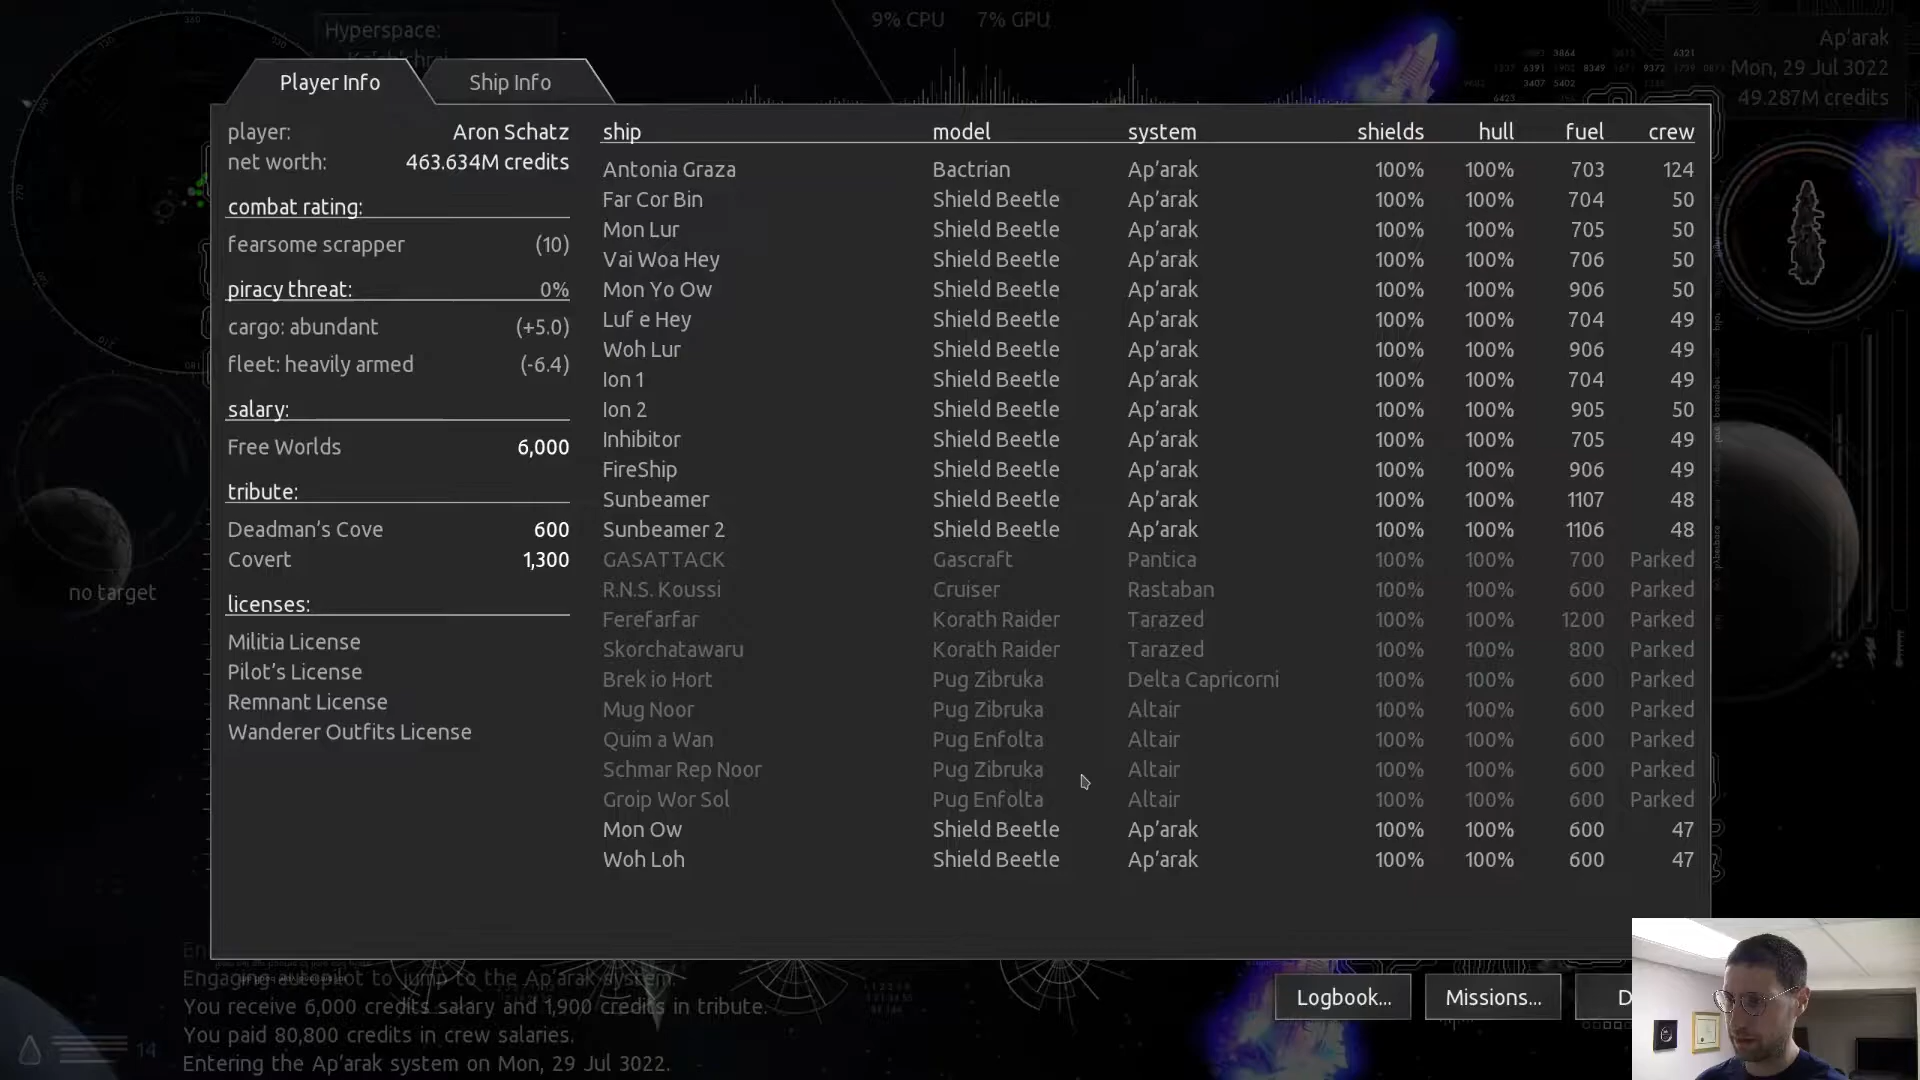 Hyperspace:
9% CPU 7% GPU
Ap'arak
Mon, 29 Jul 3022
49.287M credits
Player Info
Ship Info
player: Aron Schatz
net worth: 463.634M credits
combat rating:
fearsome scrapper (10)
piracy threat: 0%
cargo: abundant (+5.0)
fleet: heavily armed (-6.4)
salary:
Free Worlds 6,000
tribute:
Deadman's Cove 600
Covert 1,300
licenses:
Militia License
Pilot's License
Remnant License
Wanderer Outfits License
ship model system shields hull fuel crew
Antonia Graza Bactrian Ap'arak 100% 100% 703 124
Far Cor Bin Shield Beetle Ap'arak 100% 100% 704 50
Mon Lur Shield Beetle Ap'arak 100% 100% 705 50
Vai Woa Hey Shield Beetle Ap'arak 100% 100% 706 50
Mon Yo Ow Shield Beetle Ap'arak 100% 100% 906 50
Luf e Hey Shield Beetle Ap'arak 100% 100% 704 49
Woh Lur Shield Beetle Ap'arak 100% 100% 906 49
Ion 1 Shield Beetle Ap'arak 100% 100% 704 49
Ion 2 Shield Beetle Ap'arak 100% 100% 905 50
Inhibitor Shield Beetle Ap'arak 100% 100% 705 49
FireShip Shield Beetle Ap'arak 100% 100% 906 49
Sunbeamer Shield Beetle Ap'arak 100% 100% 1107 48
Sunbeamer 2 Shield Beetle Ap'arak 100% 100% 1106 48
GASATTACK Gascraft Pantica 100% 100% 700 Parked
R.N.S. Koussi Cruiser Rastaban 100% 100% 600 Parked
Ferefarfar Korath Raider Tarazed 100% 100% 1200 Parked
Skorchatawaru Korath Raider Tarazed 100% 100% 800 Parked
Brek io Hort Pug Zibruka Delta Capricorni 100% 100% 600 Parked
Mug Noor Pug Zibruka Altair 100% 100% 600 Parked
Quim a Wan Pug Enfolta Altair 100% 100% 600 Parked
Schmar Rep Noor Pug Zibruka Altair 100% 100% 600 Parked
Groip Wor Sol Pug Enfolta Altair 100% 100% 600 Parked
Mon Ow Shield Beetle Ap'arak 100% 100% 600 47
Woh Loh Shield Beetle Ap'arak 100% 100% 600 47
no target
Engaging autopilot to jump to the Ap'arak system.
You receive 6,000 credits salary and 1,900 credits in tribute.
You paid 80,800 credits in crew salaries.
Entering the Ap'arak system on Mon, 29 Jul 3022.
14
Logbook...
Missions...
D